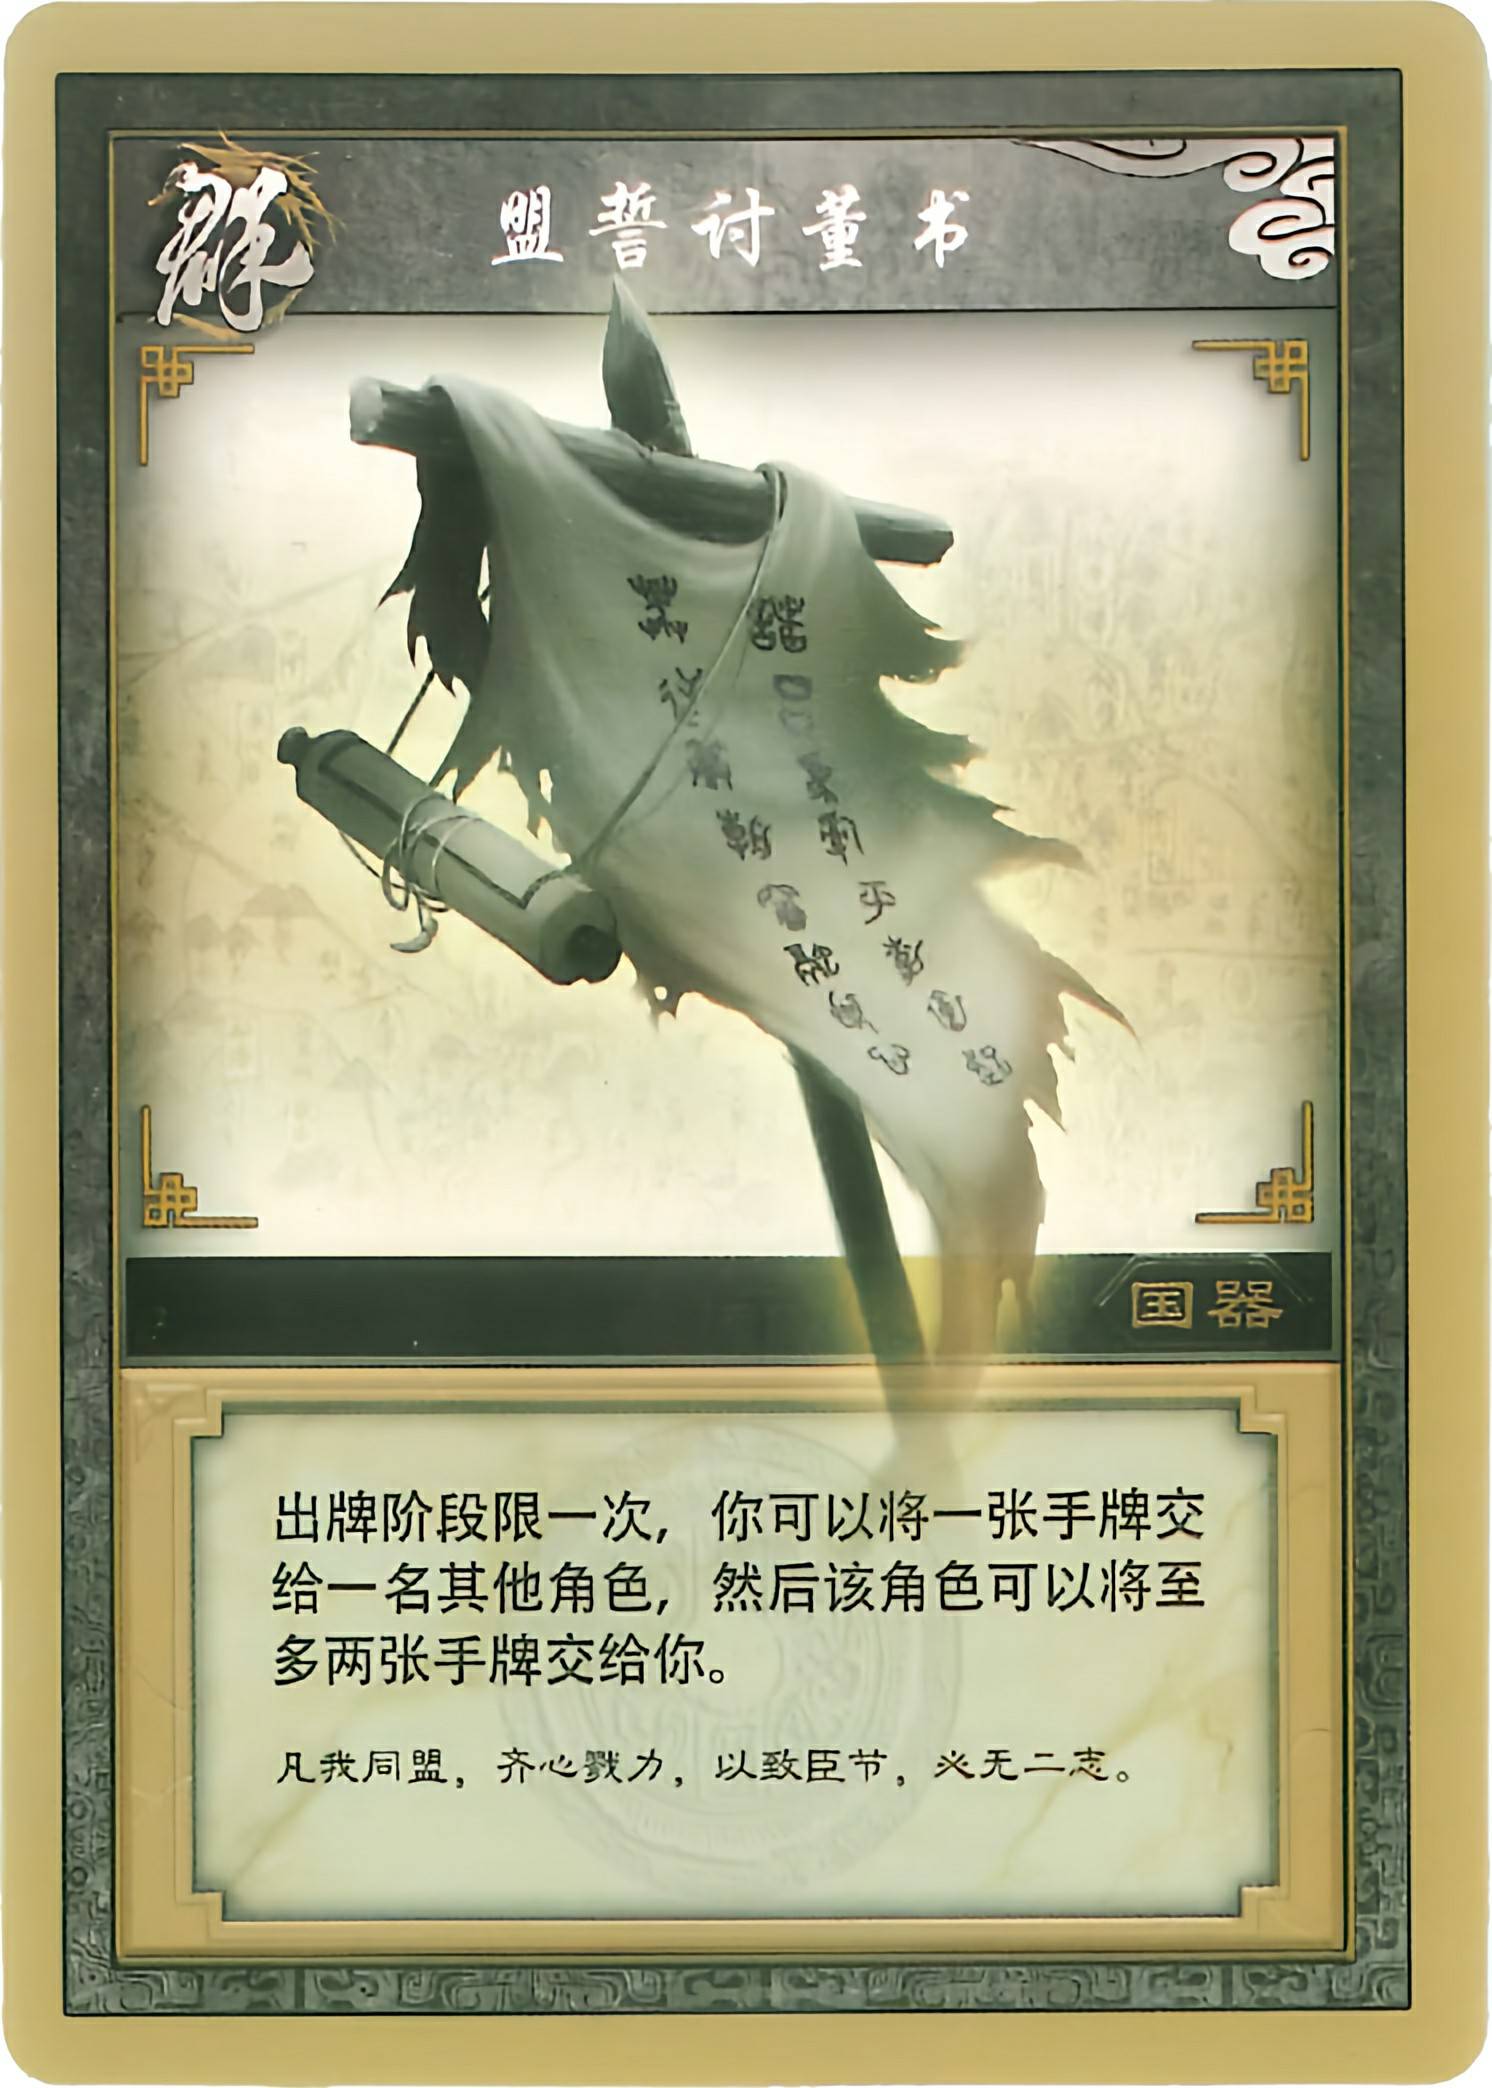 群
盟誓讨董书
国器
出牌阶段限一次，你可以将一张手牌交
给一名其他角色，然后该角色可以将至
多两张手牌交给你。
凡我同盟，齐心戮力，以致臣节，必无二志。